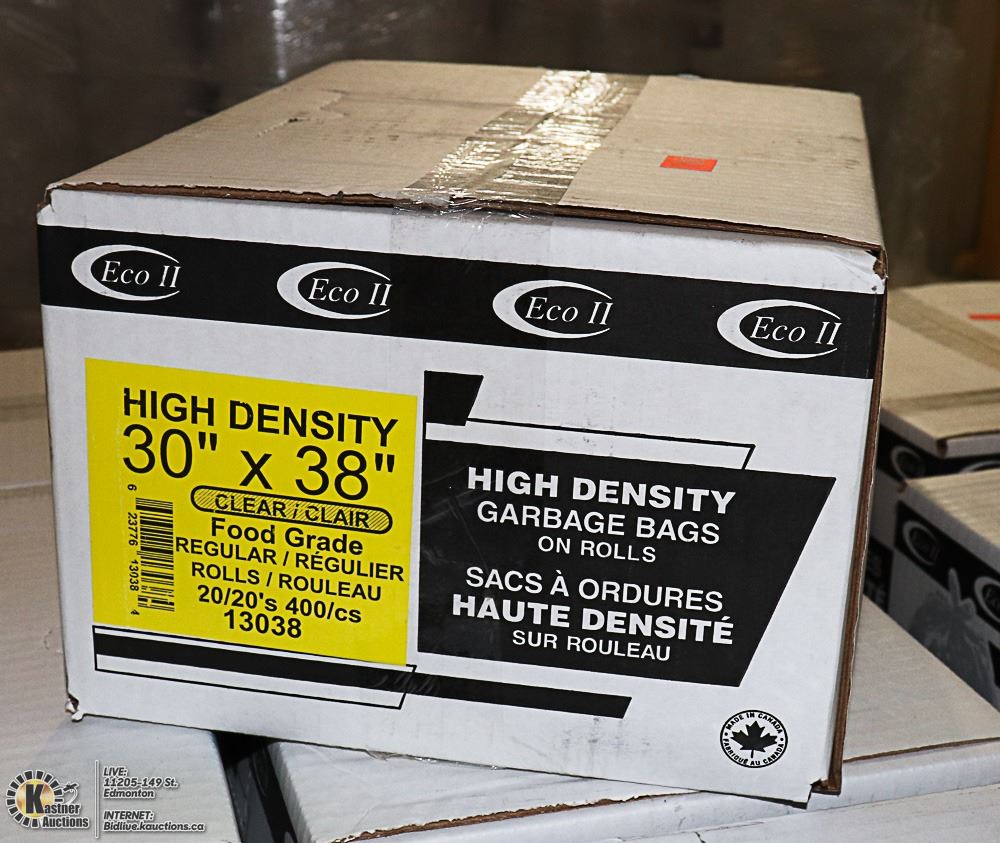 Eco II Eco II Eco II Eco II
HIGH DENSITY
30" x 38"
CLEAR / CLAIR
Food Grade
REGULAR / RÉGULIER
ROLLS / ROULEAU
20/20's 400/cs
13038
6 23776 13038 4
HIGH DENSITY
GARBAGE BAGS
ON ROLLS
SACS À ORDURES
HAUTE DENSITÉ
SUR ROULEAU
MADE IN CANADA
FABRIQUÉ AU CANADA
Eco II
Kastner
Auctions
LIVE:
11205-149 St.
Edmonton
INTERNET:
Bidlive.kauctions.ca